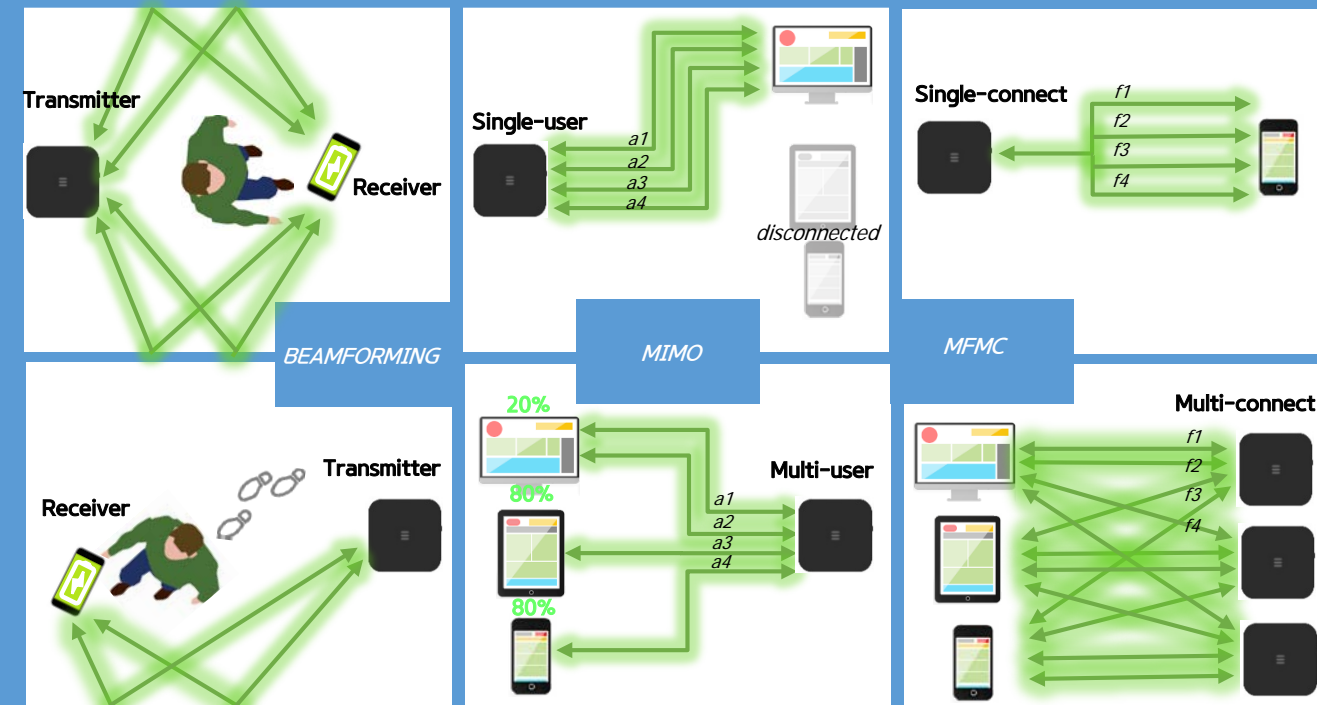 Transmitter
Receiver
BEAMFORMING
Receiver
Transmitter
Single-user
a1
a2
a3
a4
disconnected
MIMO
20%
80%
80%
Multi-user
a1
a2
a3
a4
Single-connect
f1
f2
f3
f4
MFMC
Multi-connect
f1
f2
f3
f4